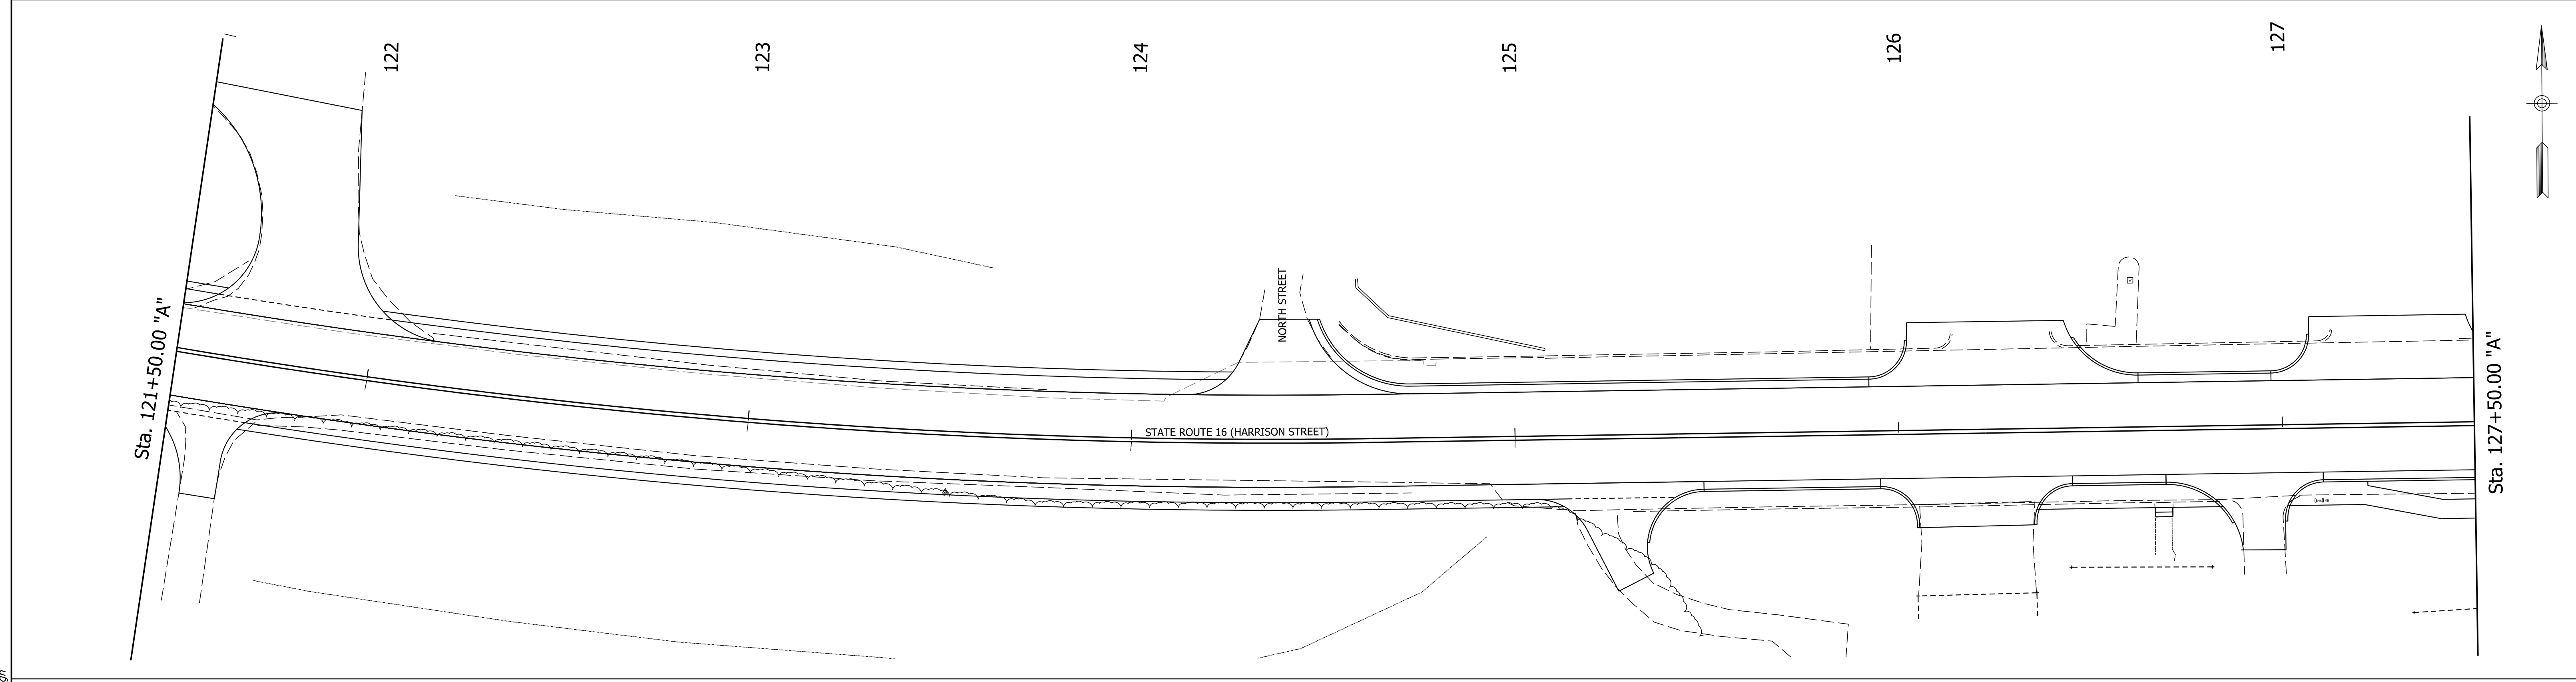 122
123
124
125
126
127
Sta. 121+50.00 "A"
NORTH STREET
STATE ROUTE 16 (HARRISON STREET)
Sta. 127+50.00 "A"